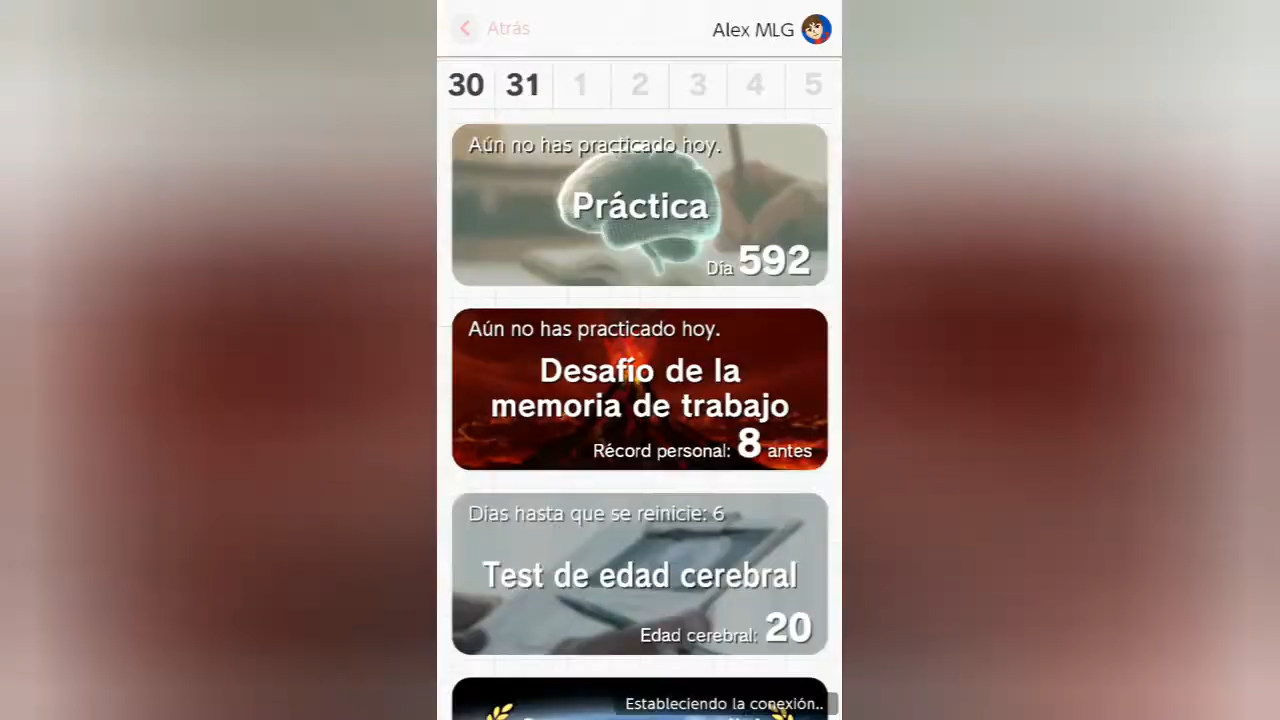 Atrás
Alex MLG
30 31 1 2 3 4 5
Aún no has practicado hoy.
Práctica
Día 592
Aún no has practicado hoy.
Desafío de la
memoria de trabajo
Récord personal: 8 antes
Días hasta que se reinicie: 6
Test de edad cerebral
Edad cerebral: 20
Estableciendo la conexión..